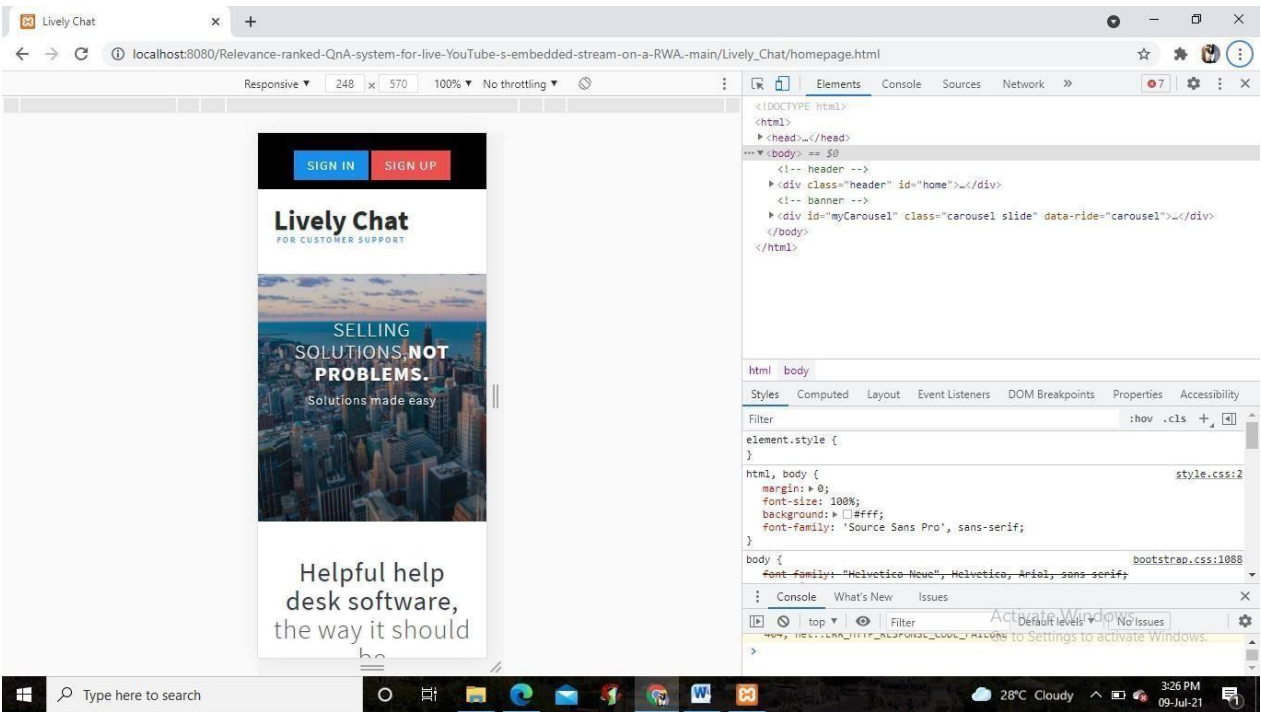 Lively Chat
localhost:8080/Relevance-ranked-QnA-system-for-live-YouTube-s-embedded-stream-on-a-RWA.-main/Lively_Chat/homepage.html
Responsive ▼ 248 x 570 100% ▼ No throttling ▼
SIGN IN SIGN UP
Lively Chat
FOR CUSTOMER SUPPORT
SELLING
SOLUTIONS,NOT
PROBLEMS.
Solutions made easy
Helpful help
desk software,
the way it should
be
Elements Console Sources Network » 7
<!DOCTYPE html>
<html>
▶<head>…</head>
⋯▼<body> == $0
<!-- header -->
▶<div class="header" id="home">…</div>
<!-- banner -->
▶<div id="myCarousel" class="carousel slide" data-ride="carousel">…</div>
</body>
</html>
html body
Styles Computed Layout Event Listeners DOM Breakpoints Properties Accessibility
Filter :hov .cls +
element.style {
}
html, body { style.css:2
margin:▶ 0;
font-size: 100%;
background:▶ #fff;
font-family: 'Source Sans Pro', sans-serif;
}
body { bootstrap.css:1088
font-family: "Helvetica Neue", Helvetica, Arial, sans-serif;
Console What's New Issues
top ▼ Filter Default levels ▼ No Issues
404, net::ERR_HTTP_RESPONSE_CODE_FAILURE
>
Activate Windows
Go to Settings to activate Windows.
Type here to search
28°C Cloudy
3:26 PM
09-Jul-21
1